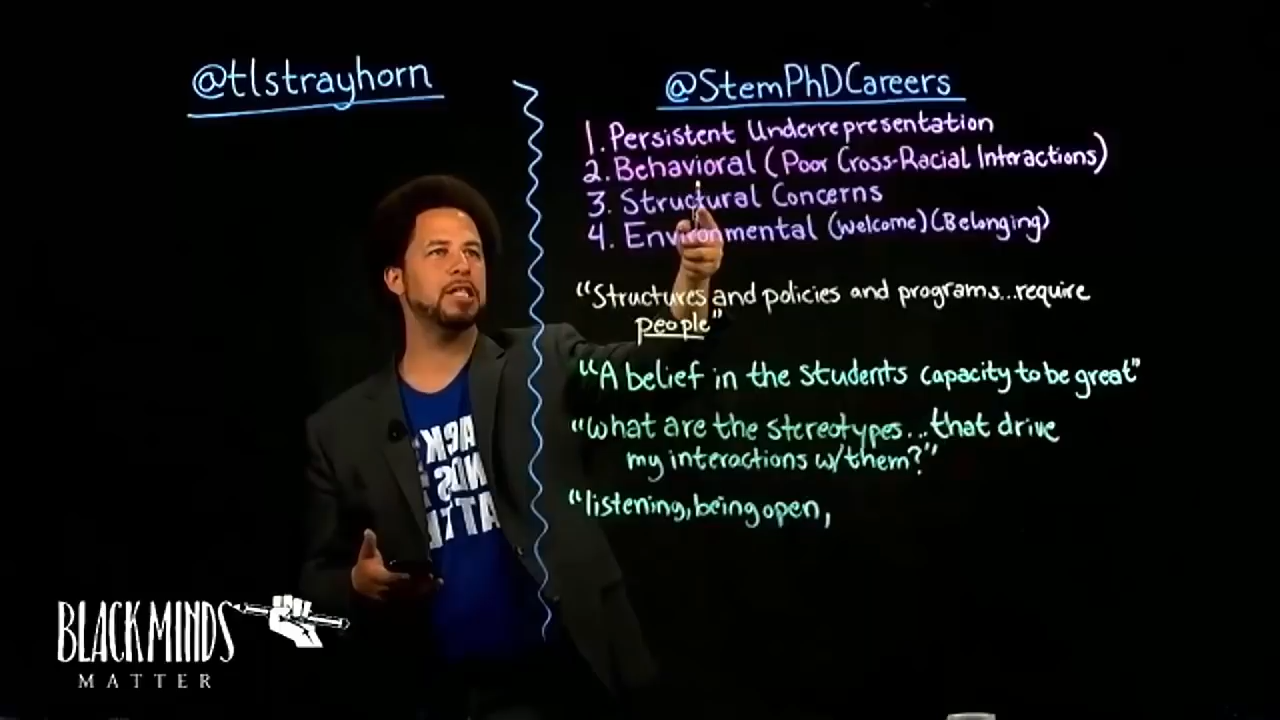 @tlstrayhorn
@StemPhDCareers
1. Persistent Underrepresentation
2. Behavioral (Poor Cross-Racial Interactions)
3. Structural Concerns
4. Environmental (Welcome) (Belonging)
"Structures and policies and programs...require
people"
"A belief in the students capacity to be great"
"What are the stereotypes...that drive
my interactions w/them?"
"listening, being open,
BLACK MINDS
MATTER